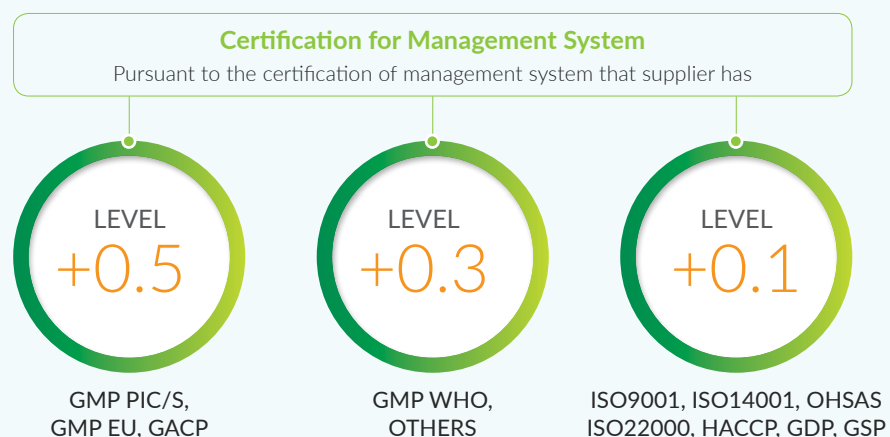 Certification for Management System
Pursuant to the certification of management system that supplier has
LEVEL
+0.5
GMP PIC/S,
GMP EU, GACP
LEVEL
+0.3
GMP WHO,
OTHERS
LEVEL
+0.1
ISO9001, ISO14001, OHSAS
ISO22000, HACCP, GDP, GSP